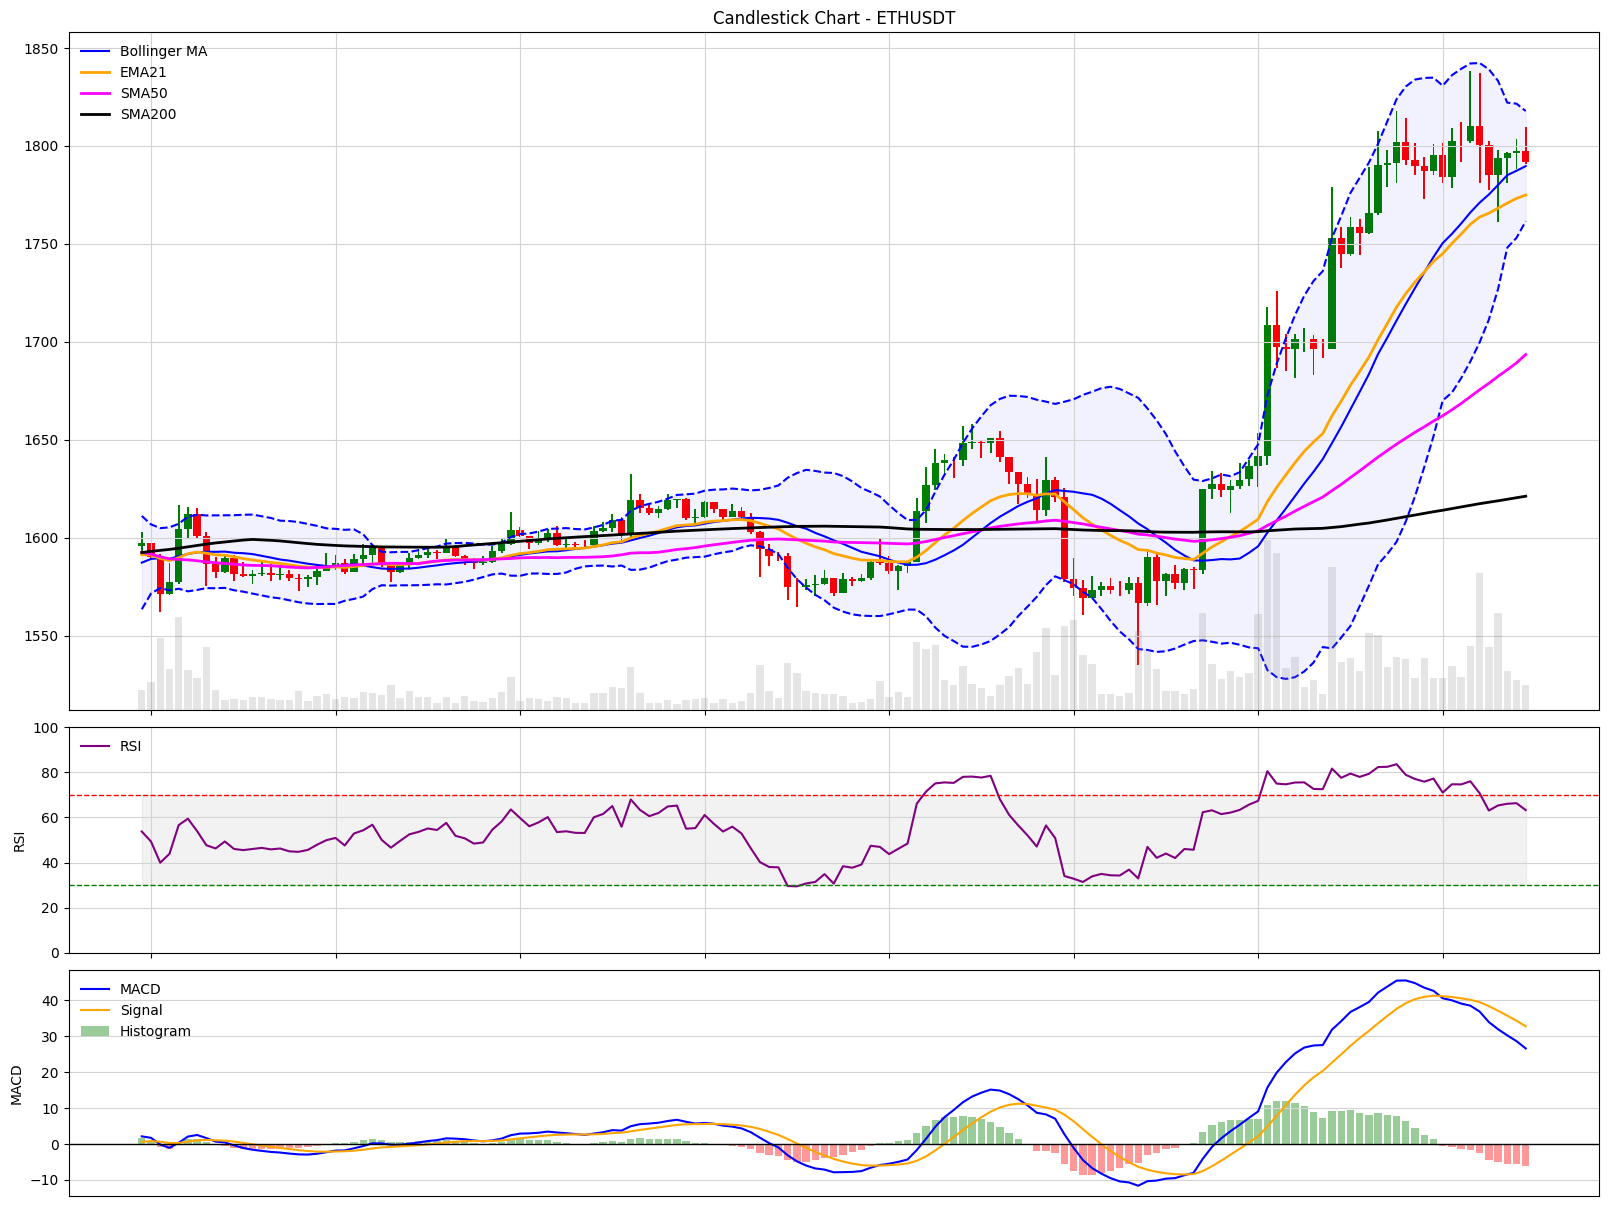 Candlestick Chart - ETHUSDT
1850
1800
1750
1700
1650
1600
1550
Bollinger MA
EMA21
SMA50
SMA200
100
80
60
40
20
0
RSI
RSI
40
30
20
10
0
−10
MACD
MACD
Signal
Histogram